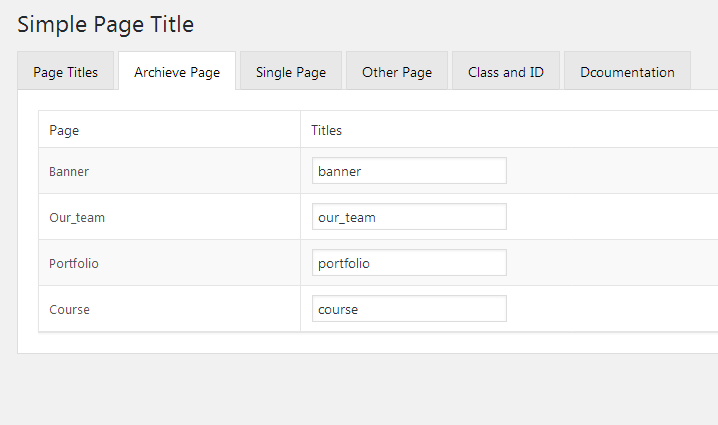 Simple Page Title
Page Titles Archieve Page Single Page Other Page Class and ID Dcoumentation
Page Titles
Banner banner
Our_team our_team
Portfolio portfolio
Course course